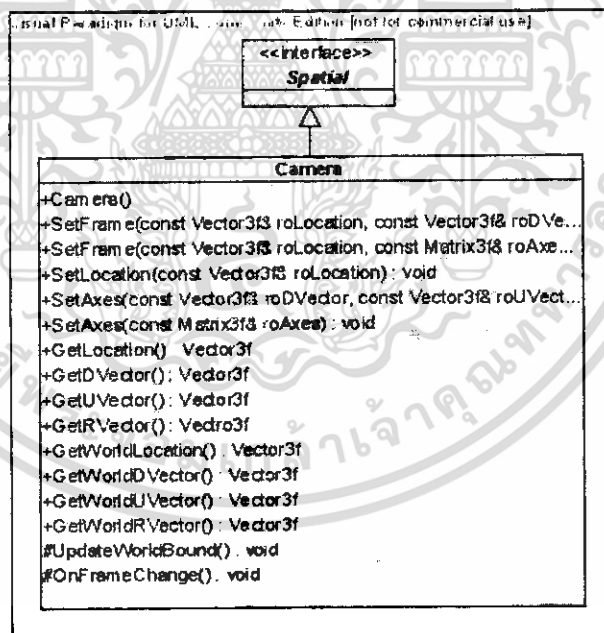 for UML Edition [not for commercial use]
<<interface>>
Spatial
Camera
+Camera()
+SetFrame(const Vector3f& roLocation, const Vector3f& roDVe...
+SetFrame(const Vector3f& roLocation, const Matrix3f& roAxe...
+SetLocation(const Vector3f& roLocation) : void
+SetAxes(const Vector3f& roDVector, const Vector3f& roUVect...
+SetAxes(const Matrix3f& roAxes) : void
+GetLocation() : Vector3f
+GetDVector() : Vector3f
+GetUVector() : Vector3f
+GetRVector() : Vedro3f
+GetWorldLocation() : Vector3f
+GetWorldDVector() : Vector3f
+GetWorldUVector() : Vector3f
+GetWorldRVector() : Vector3f
#UpdateWorldBound() : void
#OnFrameChange() : void